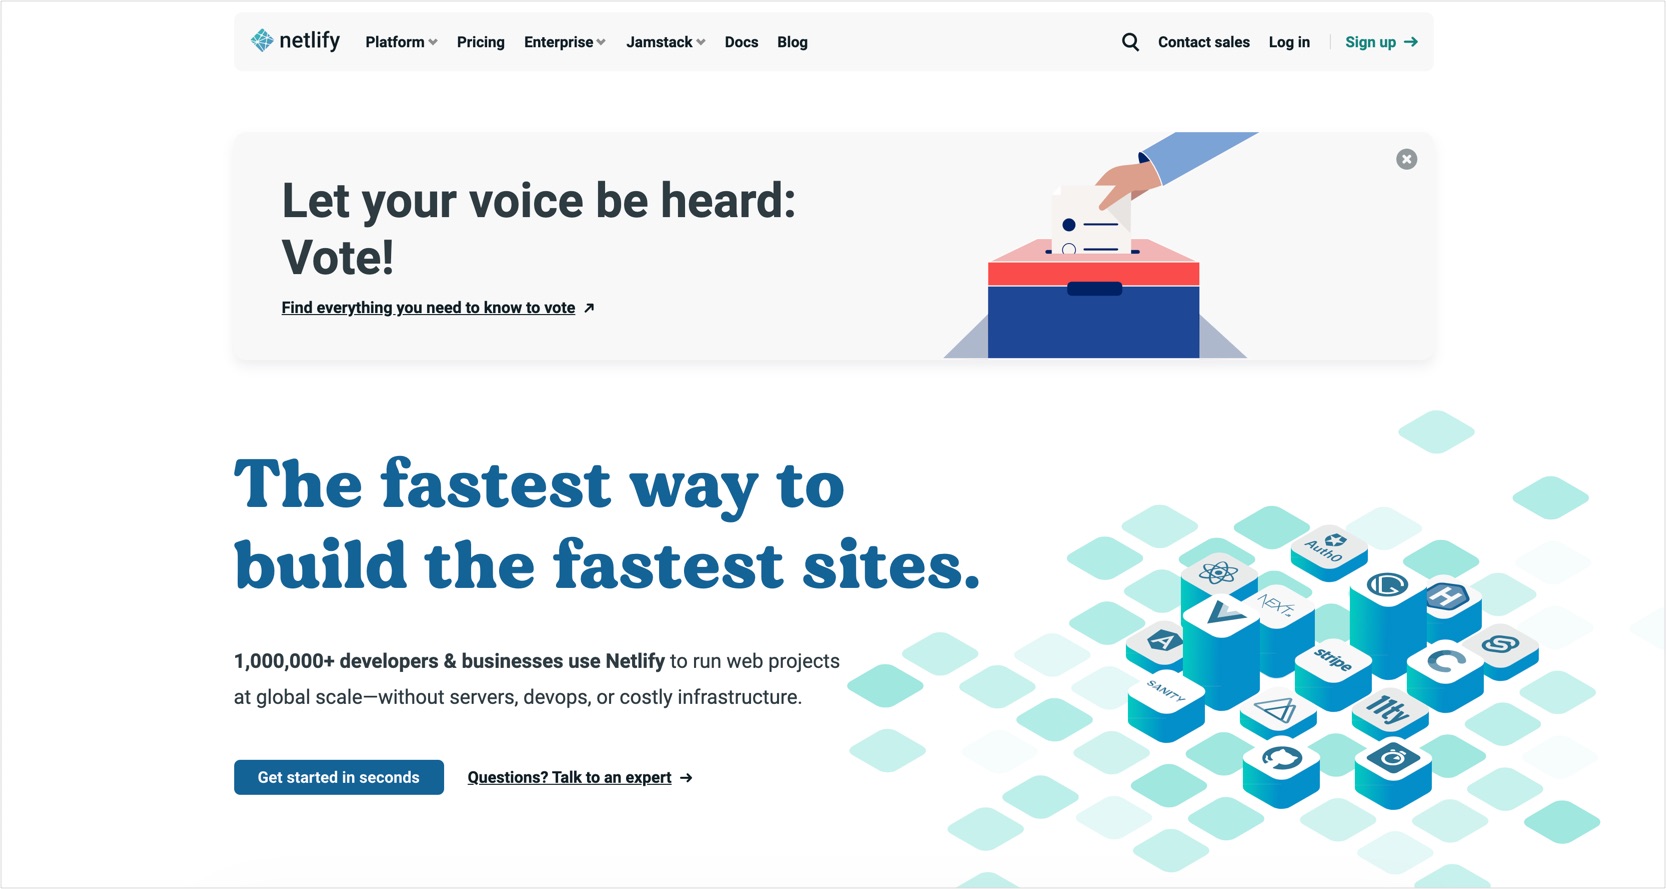 netlify Platform Pricing Enterprise Jamstack Docs Blog Contact sales Log in Sign up →
Let your voice be heard:
Vote!
Find everything you need to know to vote ↗
The fastest way to
build the fastest sites.
1,000,000+ developers & businesses use Netlify to run web projects
at global scale—without servers, devops, or costly infrastructure.
Get started in seconds
Questions? Talk to an expert →
Auth0
NEXT.js
stripe
SANITY
11ty